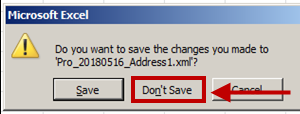 Microsoft Excel
Do you want to save the changes you made to
'Pro_20180516_Address1.xml'?
Save Don't Save Cancel